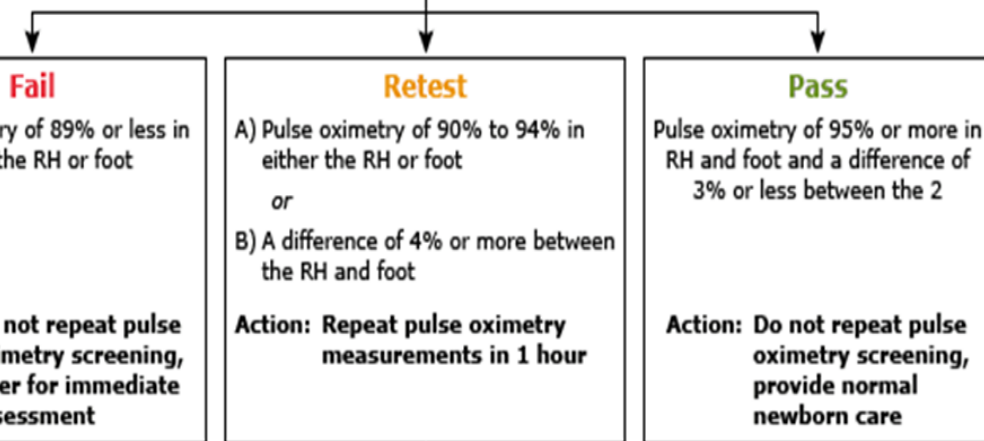 Fail
ry of 89% or less in
the RH or foot
not repeat pulse
imetry screening,
er for immediate
sessment
Retest
A) Pulse oximetry of 90% to 94% in
either the RH or foot
or
B) A difference of 4% or more between
the RH and foot
Action: Repeat pulse oximetry
measurements in 1 hour
Pass
Pulse oximetry of 95% or more in
RH and foot and a difference of
3% or less between the 2
Action: Do not repeat pulse
oximetry screening,
provide normal
newborn care